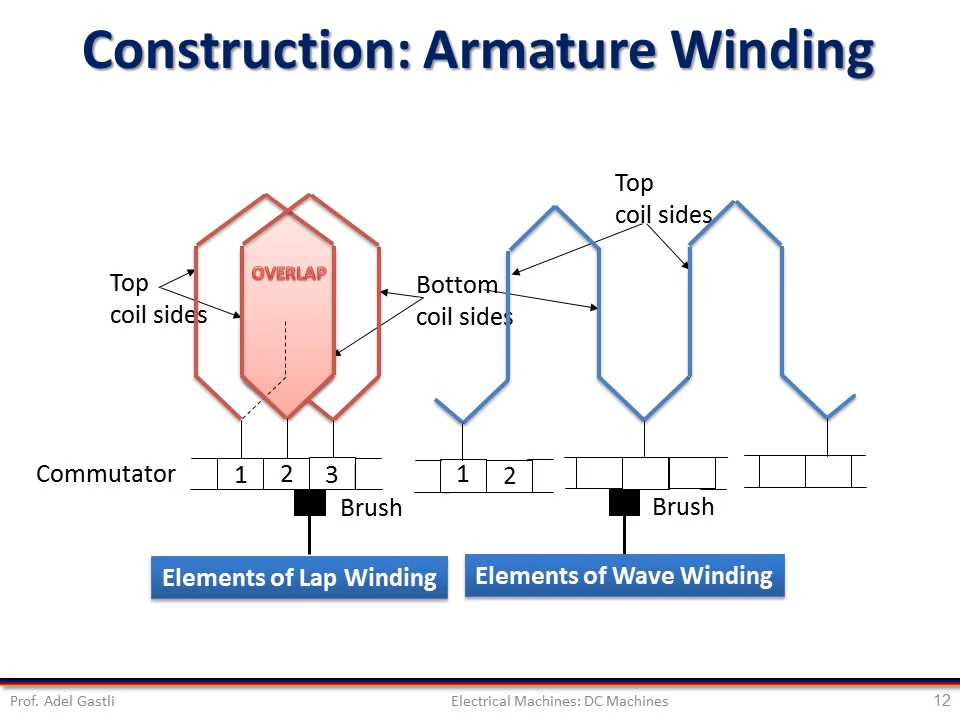 Construction: Armature Winding
Top
coil sides
OVERLAP
Top
coil sides
Bottom
coil sides
Commutator
1
2
3
1
2
Brush
Brush
Elements of Lap Winding
Elements of Wave Winding
Prof. Adel Gastli
Electrical Machines: DC Machines
12